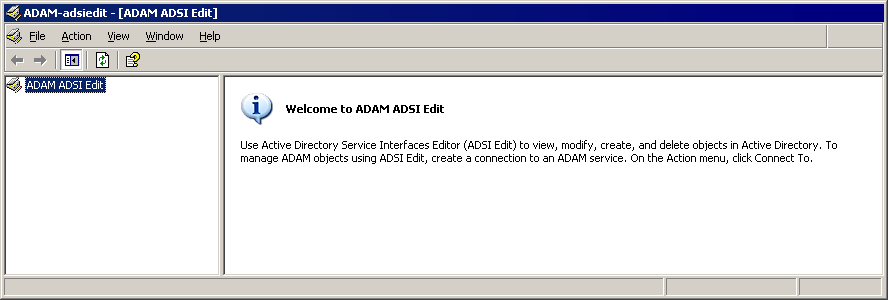 ADAM-adsiedit - [ADAM ADSI Edit]
File Action View Window Help
ADAM ADSI Edit
Welcome to ADAM ADSI Edit
Use Active Directory Service Interfaces Editor (ADSI Edit) to view, modify, create, and delete objects in Active Directory. To
manage ADAM objects using ADSI Edit, create a connection to an ADAM service. On the Action menu, click Connect To.